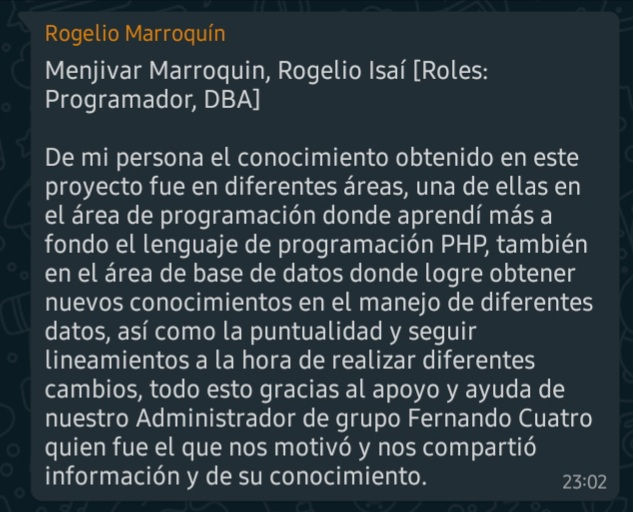 Rogelio Marroquín
Menjivar Marroquin, Rogelio Isaí [Roles:
Programador, DBA]
De mi persona el conocimiento obtenido en este
proyecto fue en diferentes áreas, una de ellas en
el área de programación donde aprendí más a
fondo el lenguaje de programación PHP, también
en el área de base de datos donde logre obtener
nuevos conocimientos en el manejo de diferentes
datos, así como la puntualidad y seguir
lineamientos a la hora de realizar diferentes
cambios, todo esto gracias al apoyo y ayuda de
nuestro Administrador de grupo Fernando Cuatro
quien fue el que nos motivó y nos compartió
información y de su conocimiento.
23:02